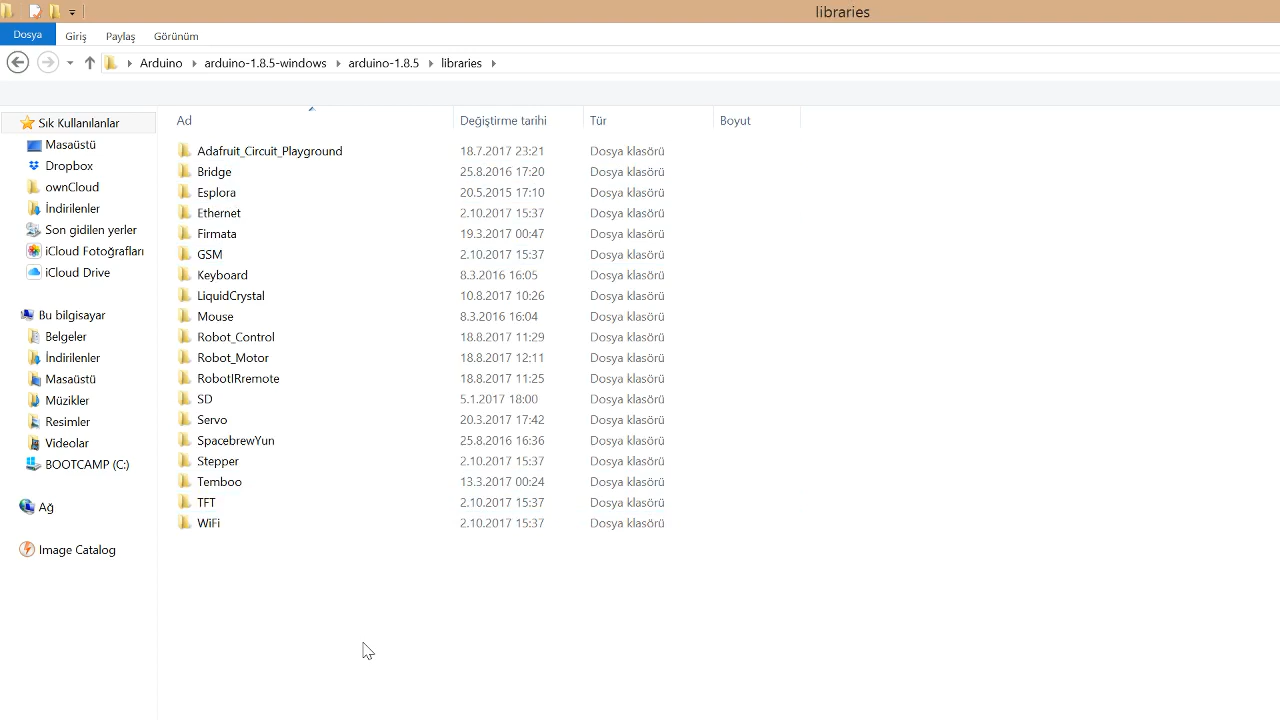 libraries
Dosya Giriş Paylaş Görünüm
Arduino arduino-1.8.5-windows arduino-1.8.5 libraries
Sık Kullanılanlar
Masaüstü
Dropbox
ownCloud
İndirilenler
Son gidilen yerler
iCloud Fotoğrafları
iCloud Drive
Bu bilgisayar
Belgeler
İndirilenler
Masaüstü
Müzikler
Resimler
Videolar
BOOTCAMP (C:)
Ağ
Image Catalog
Ad Değiştirme tarihi Tür Boyut
Adafruit_Circuit_Playground 18.7.2017 23:21 Dosya klasörü
Bridge 25.8.2016 17:20 Dosya klasörü
Esplora 20.5.2015 17:10 Dosya klasörü
Ethernet 2.10.2017 15:37 Dosya klasörü
Firmata 19.3.2017 00:47 Dosya klasörü
GSM 2.10.2017 15:37 Dosya klasörü
Keyboard 8.3.2016 16:05 Dosya klasörü
LiquidCrystal 10.8.2017 10:26 Dosya klasörü
Mouse 8.3.2016 16:04 Dosya klasörü
Robot_Control 18.8.2017 11:29 Dosya klasörü
Robot_Motor 18.8.2017 12:11 Dosya klasörü
RobotIRremote 18.8.2017 11:25 Dosya klasörü
SD 5.1.2017 18:00 Dosya klasörü
Servo 20.3.2017 17:42 Dosya klasörü
SpacebrewYun 25.8.2016 16:36 Dosya klasörü
Stepper 2.10.2017 15:37 Dosya klasörü
Temboo 13.3.2017 00:24 Dosya klasörü
TFT 2.10.2017 15:37 Dosya klasörü
WiFi 2.10.2017 15:37 Dosya klasörü